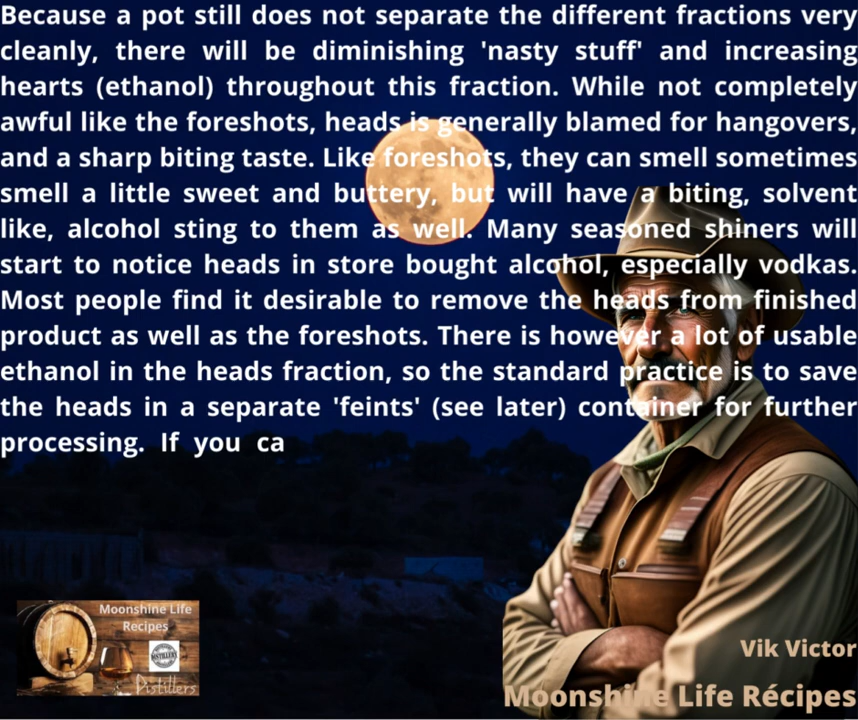 Because a pot still does not separate the different fractions very
cleanly, there will be diminishing 'nasty stuff' and increasing
hearts (ethanol) throughout this fraction. While not completely
awful like the foreshots, heads is generally blamed for hangovers,
and a sharp biting taste. Like foreshots, they can smell sometimes
smell a little sweet and buttery, but will have a biting, solvent
like, alcohol sting to them as well. Many seasoned shiners will
start to notice heads in store bought alcohol, especially vodkas.
Most people find it desirable to remove the heads from finished
product as well as the foreshots. There is however a lot of usable
ethanol in the heads fraction, so the standard practice is to save
the heads in a separate 'feints' (see later) container for further
processing. If you ca
Moonshine Life
Recipes
DISTILLERS
Distillers
Vik Victor
Moonshine Life Récipes